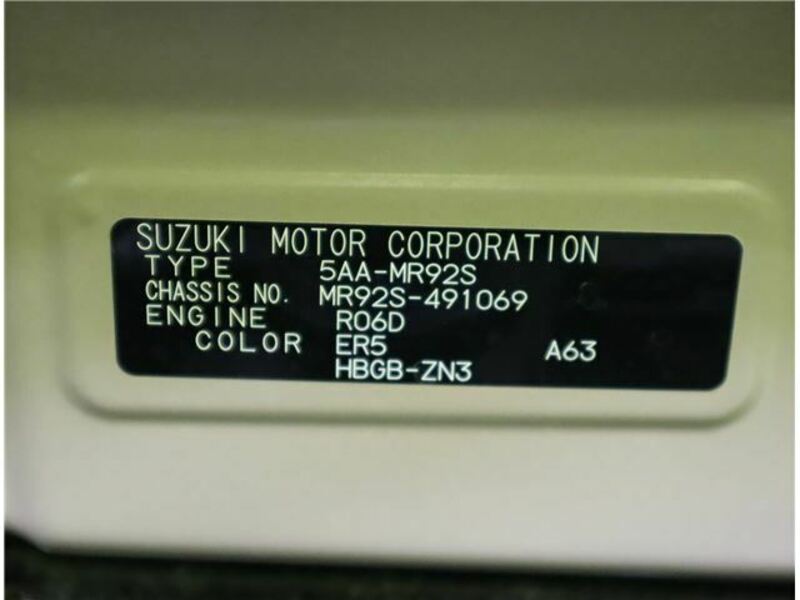 SUZUKI MOTOR CORPORATION
TYPE 5AA-MR92S
CHASSIS NO. MR92S-491069
ENGINE R06D
COLOR ER5 A63
HBGB-ZN3